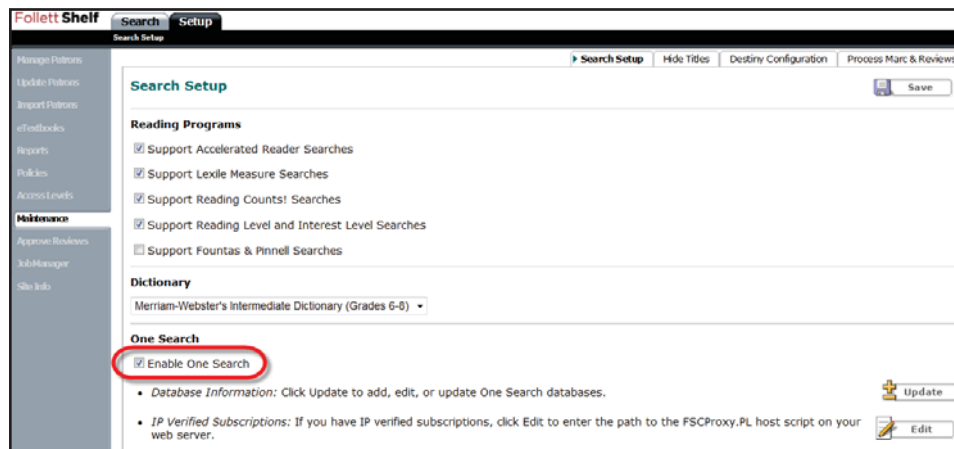 Follett Shelf
Search Setup
Search Setup
Manage Patrons
Update Patrons
Import Patrons
eTextbooks
Reports
Policies
Access Levels
Maintenance
Approve Reviews
Job Manager
Site Info
Search Setup Hide Titles Destiny Configuration Process Marc & Reviews
Search Setup
Save
Reading Programs
Support Accelerated Reader Searches
Support Lexile Measure Searches
Support Reading Counts! Searches
Support Reading Level and Interest Level Searches
Support Fountas & Pinnell Searches
Dictionary
Merriam-Webster's Intermediate Dictionary (Grades 6-8)
One Search
Enable One Search
• Database Information: Click Update to add, edit, or update One Search databases.
Update
• IP Verified Subscriptions: If you have IP verified subscriptions, click Edit to enter the path to the FSCProxy.PL host script on your
web server.
Edit